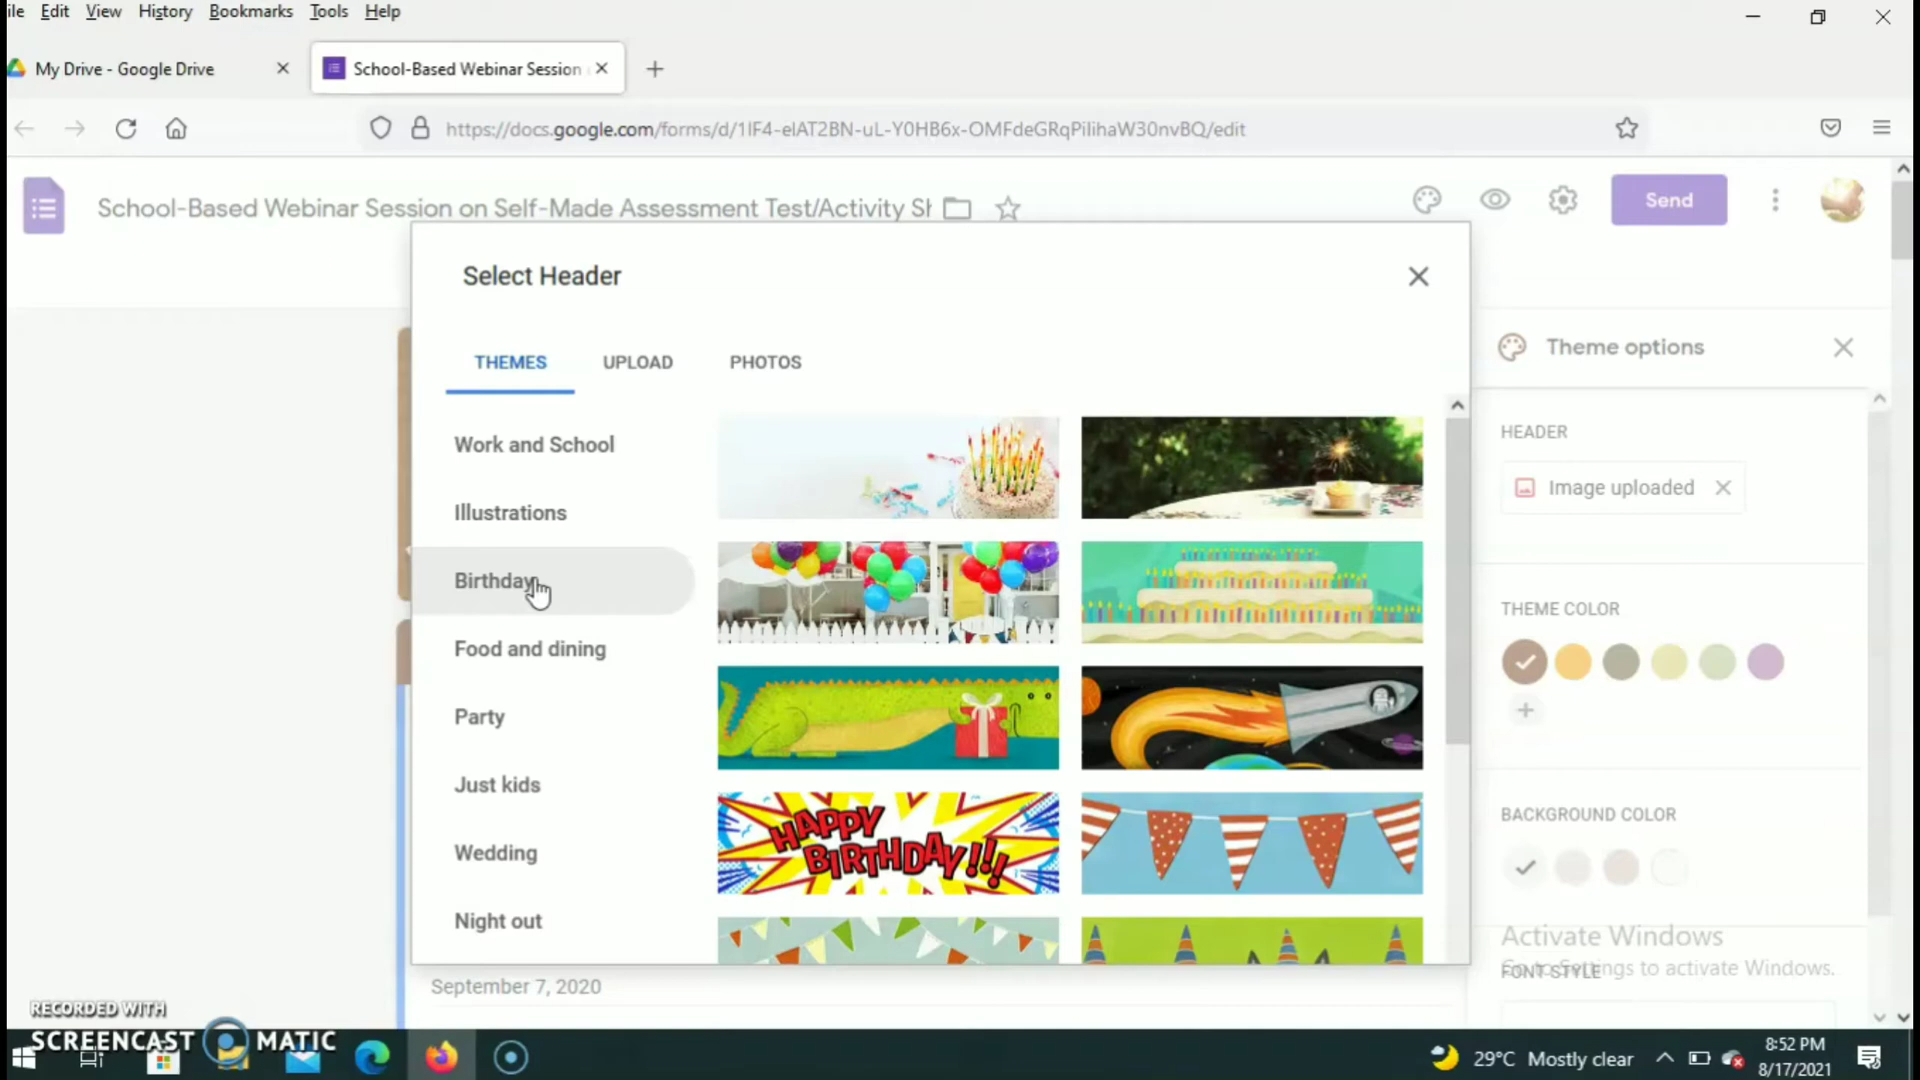 ile Edit View History Bookmarks Tools Help
My Drive - Google Drive
School-Based Webinar Session
https://docs.google.com/forms/d/1IF4-elAT2BN-uL-Y0HB6x-OMFdeGRqPilihaW30nvBQ/edit
School-Based Webinar Session on Self-Made Assessment Test/Activity Sh
Send
Select Header
THEMES UPLOAD PHOTOS
Work and School
Illustrations
Birthday
Food and dining
Party
Just kids
Wedding
Night out
HAPPY
BIRTHDAY!!!
Theme options
HEADER
Image uploaded
THEME COLOR
BACKGROUND COLOR
Activate Windows
Go to Settings to activate Windows.
FONT STYLE
September 7, 2020
RECORDED WITH
SCREENCAST MATIC
29°C Mostly clear
8:52 PM
8/17/2021